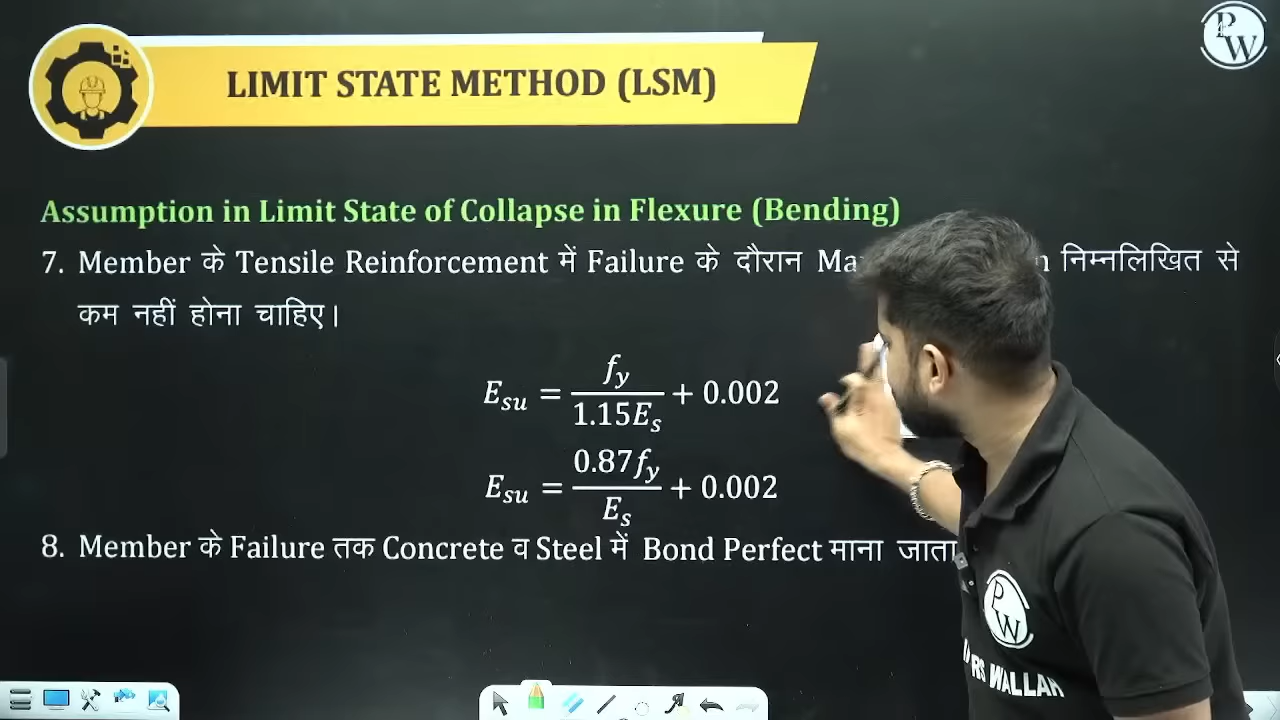 PW
LIMIT STATE METHOD (LSM)
Assumption in Limit State of Collapse in Flexure (Bending)
7. Member के Tensile Reinforcement में Failure के दौरान निम्नलिखित से
कम नहीं होना चाहिए।
E_su = f_y / 1.15E_s + 0.002
E_su = 0.87f_y / E_s + 0.002
8. Member के Failure तक Concrete व Steel में Bond Perfect माना जाता
PW
WALLAH